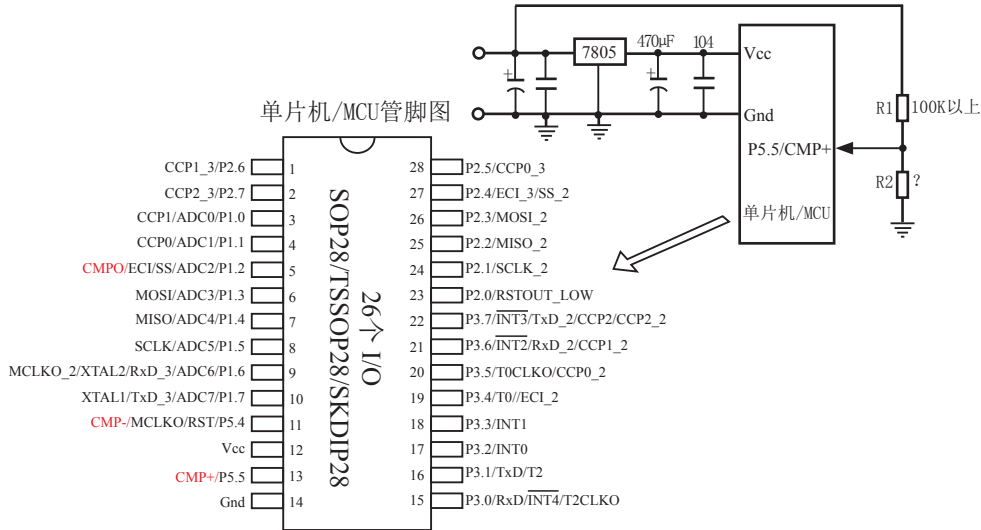 7805
470μF
104
Vcc
Gnd
P5.5/CMP+
单片机/MCU
R1
100K以上
R2
?
单片机/MCU管脚图
SOP28/TSSOP28/SKDIP28
26个 I/O
CCP1_3/P2.6 1
CCP2_3/P2.7 2
CCP1/ADC0/P1.0 3
CCP0/ADC1/P1.1 4
CMPO/ECI/SS/ADC2/P1.2 5
MOSI/ADC3/P1.3 6
MISO/ADC4/P1.4 7
SCLK/ADC5/P1.5 8
MCLKO_2/XTAL2/RxD_3/ADC6/P1.6 9
XTAL1/TxD_3/ADC7/P1.7 10
CMP-/MCLKO/RST/P5.4 11
Vcc 12
CMP+/P5.5 13
Gnd 14
28 P2.5/CCP0_3
27 P2.4/ECI_3/SS_2
26 P2.3/MOSI_2
25 P2.2/MISO_2
24 P2.1/SCLK_2
23 P2.0/RSTOUT_LOW
22 P3.7/INT3/TxD_2/CCP2/CCP2_2
21 P3.6/INT2/RxD_2/CCP1_2
20 P3.5/T0CLKO/CCP0_2
19 P3.4/T0//ECI_2
18 P3.3/INT1
17 P3.2/INT0
16 P3.1/TxD/T2
15 P3.0/RxD/INT4/T2CLKO